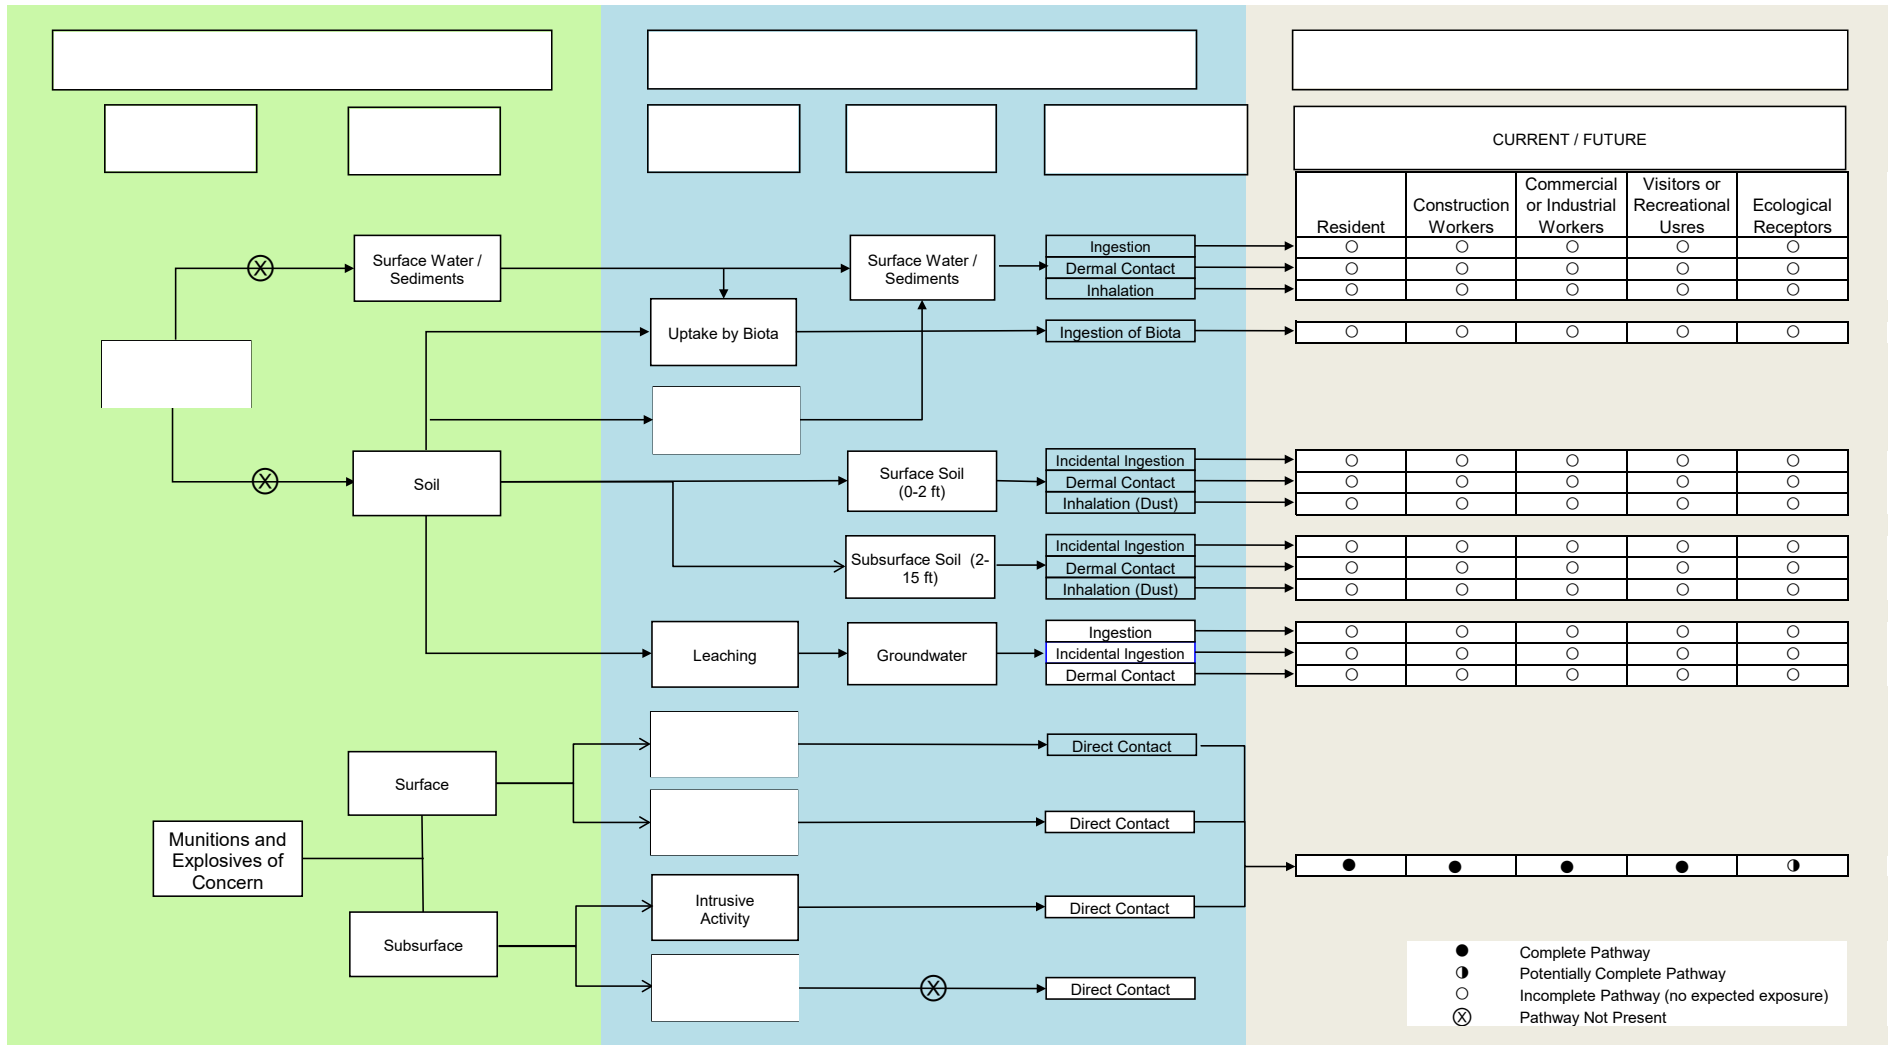 CURRENT / FUTURE
Resident
Construction
Workers
Commercial
or Industrial
Workers
Visitors or
Recreational
Usres
Ecological
Receptors
Surface Water /
Sediments
Surface Water /
Sediments
Ingestion
Dermal Contact
Inhalation
Uptake by Biota
Ingestion of Biota
Soil
Surface Soil
(0-2 ft)
Incidental Ingestion
Dermal Contact
Inhalation (Dust)
Subsurface Soil (2-
15 ft)
Incidental Ingestion
Dermal Contact
Inhalation (Dust)
Leaching
Groundwater
Ingestion
Incidental Ingestion
Dermal Contact
Surface
Direct Contact
Direct Contact
Munitions and
Explosives of
Concern
Intrusive
Activity
Direct Contact
Subsurface
Direct Contact
Complete Pathway
Potentially Complete Pathway
Incomplete Pathway (no expected exposure)
Pathway Not Present